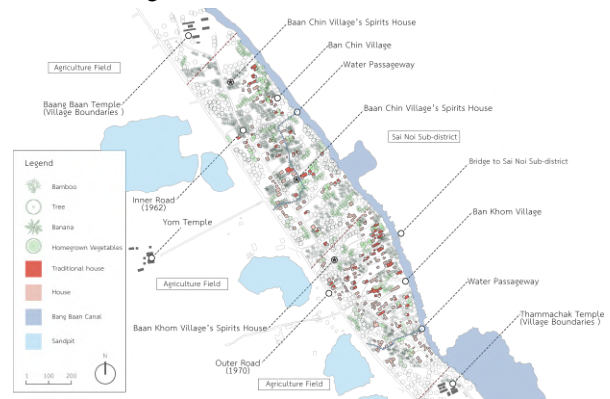 Baan Chin Village's Spirits House
Ban Chin Village
Agriculture Field
Water Passageway
Baang Baan Temple
(Village Boundaries )
Baan Chin Village's Spirits House
Sai Noi Sub-district
Legend
Bamboo
Tree
Banana
Homegrown Vegetables
Traditional house
House
Bang Baan Canal
Sandpit
1 100 200
N
Bridge to Sai Noi Sub-district
Inner Road
(1962)
Yom Temple
Ban Khom Village
Agriculture Field
Water Passageway
Baan Khom Village's Spirits House
Thammachak Temple
(Village Boundaries )
Outer Road
(1970)
Agriculture Field